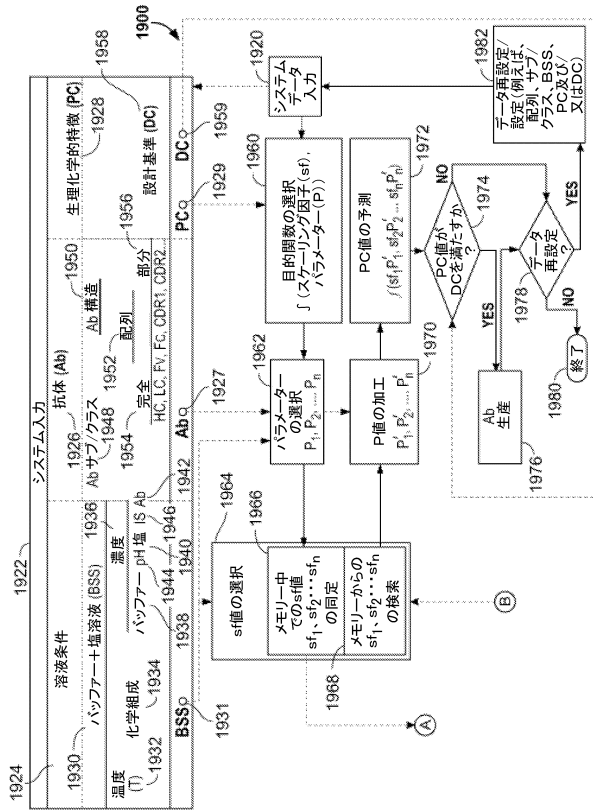 1900
1922
システム入力
1924
溶液条件
1930
バッファー+塩溶液 (BSS)
1936
温度
(T)
1932
化学組成
1934
濃度
バッファー pH 塩 IS Ab
1938
1944
1940
1946
1942
BSS
1931
抗体 (Ab)
1926
Abサブ/クラス
1948
Ab 構造
1950
配列
1952
1954
完全
部分
1956
HC, LC, Fv, Fc, CDR1, CDR2..
Ab
1927
生理化学的特徴 (PC)
1928
設計基準 (DC)
1958
PC
1929
DC
1959
システム
データ
入力
1920
目的関数の選択
∫(スケーリング因子(sf),
パラメーター(P))
1960
パラメーター
の選択
P₁, P₂, .... Pₙ
1962
sf値の選択
1964
メモリー中
でのsf値
sf₁、sf₂・・・sfₙ
の同定
1966
メモリーからの
sf₁、sf₂・・・sfₙ
の検索
1968
A
B
P値の加工
P'₁, P'₂, .... P'ₙ
1970
PC値の予測
∫(sf₁P'₁, sf₂P'₂ ... sfₙP'ₙ)
1972
PC値が
DCを満たすか
?
1974
NO
YES
Ab
生産
1976
データ
再設定
?
1978
NO
YES
終了
1980
データ再設定/
設定(例えば、
配列、サブ/
クラス、BSS、
PC及び/
又はDC)
1982